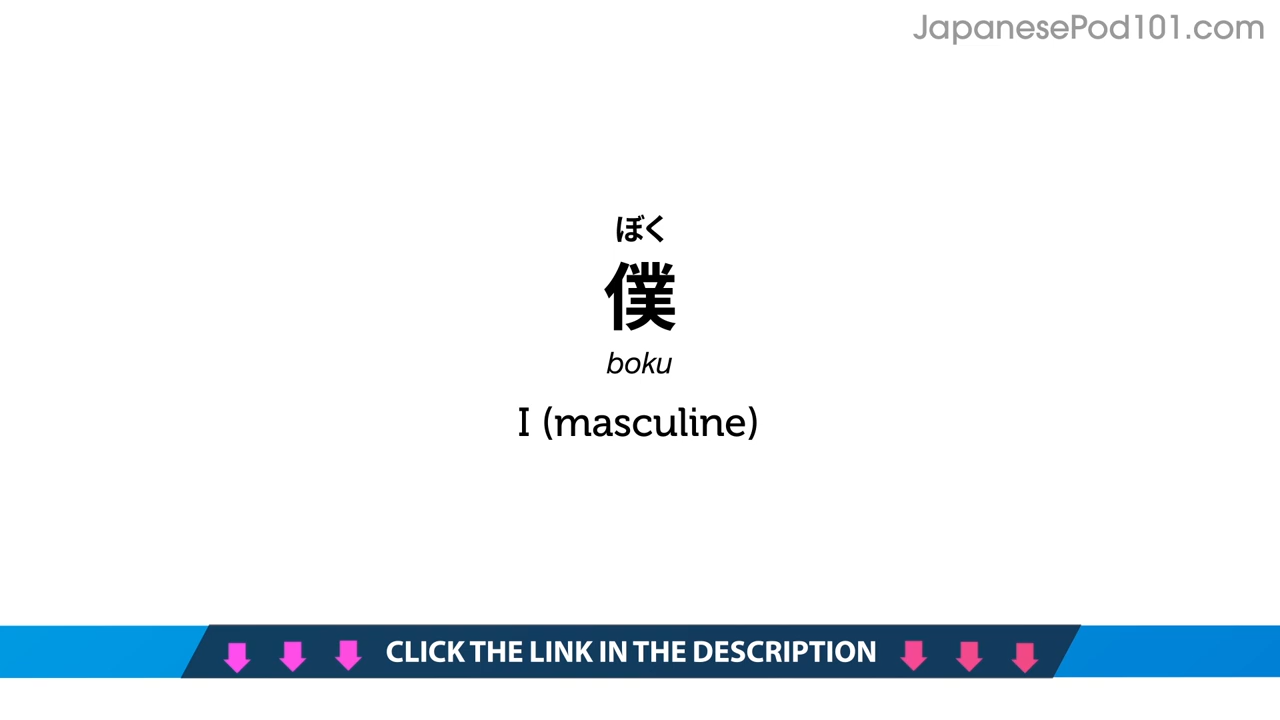 JapanesePod101.com
ぼく
僕
boku
I (masculine)
CLICK THE LINK IN THE DESCRIPTION